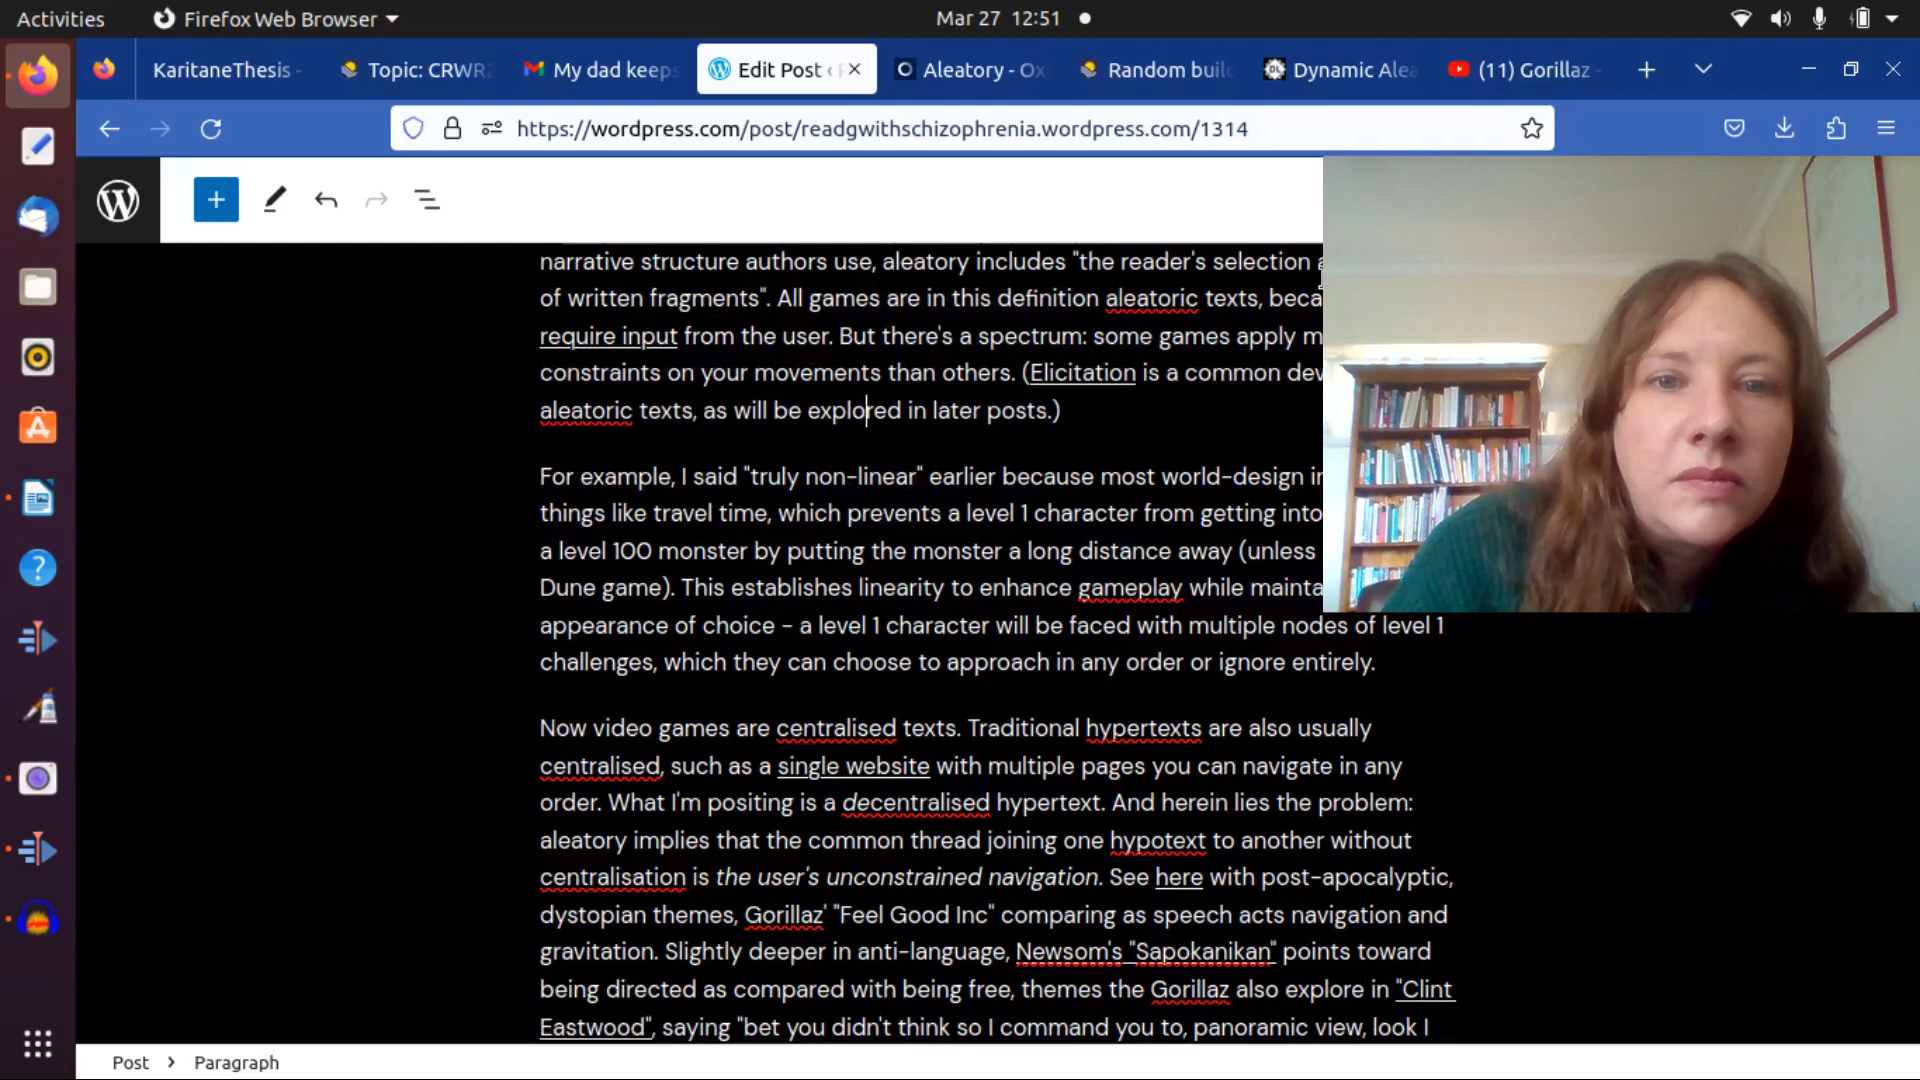 Activities Firefox Web Browser Mar 27 12:51
KaritaneThesis - Topic: CRWR2 My dad keeps Edit Post ‹ Aleatory - Ox Random buil Dynamic Alea (11) Gorillaz -
https://wordpress.com/post/readgwithschizophrenia.wordpress.com/1314
narrative structure authors use, aleatory includes "the reader's selection
of written fragments". All games are in this definition aleatoric texts, beca
require input from the user. But there's a spectrum: some games apply m
constraints on your movements than others. (Elicitation is a common dev
aleatoric texts, as will be explored in later posts.)
For example, I said "truly non-linear" earlier because most world-design in
things like travel time, which prevents a level 1 character from getting into
a level 100 monster by putting the monster a long distance away (unless
Dune game). This establishes linearity to enhance gameplay while mainta
appearance of choice - a level 1 character will be faced with multiple nodes of level 1
challenges, which they can choose to approach in any order or ignore entirely.
Now video games are centralised texts. Traditional hypertexts are also usually
centralised, such as a single website with multiple pages you can navigate in any
order. What I'm positing is a decentralised hypertext. And herein lies the problem:
aleatory implies that the common thread joining one hypotext to another without
centralisation is the user's unconstrained navigation. See here with post-apocalyptic,
dystopian themes, Gorillaz' "Feel Good Inc" comparing as speech acts navigation and
gravitation. Slightly deeper in anti-language, Newsom's "Sapokanikan" points toward
being directed as compared with being free, themes the Gorillaz also explore in "Clint
Eastwood", saying "bet you didn't think so I command you to, panoramic view, look I
Post › Paragraph